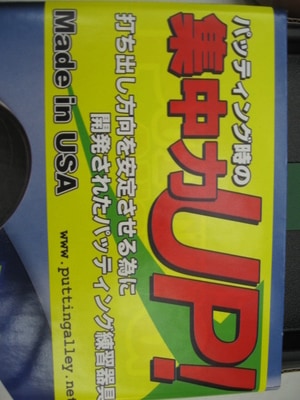 パッティング時の
集中力UP!
打ち出し方向を安定させる為に
開発されたパッティング練習器具
Made in USA
www.puttingalley.net